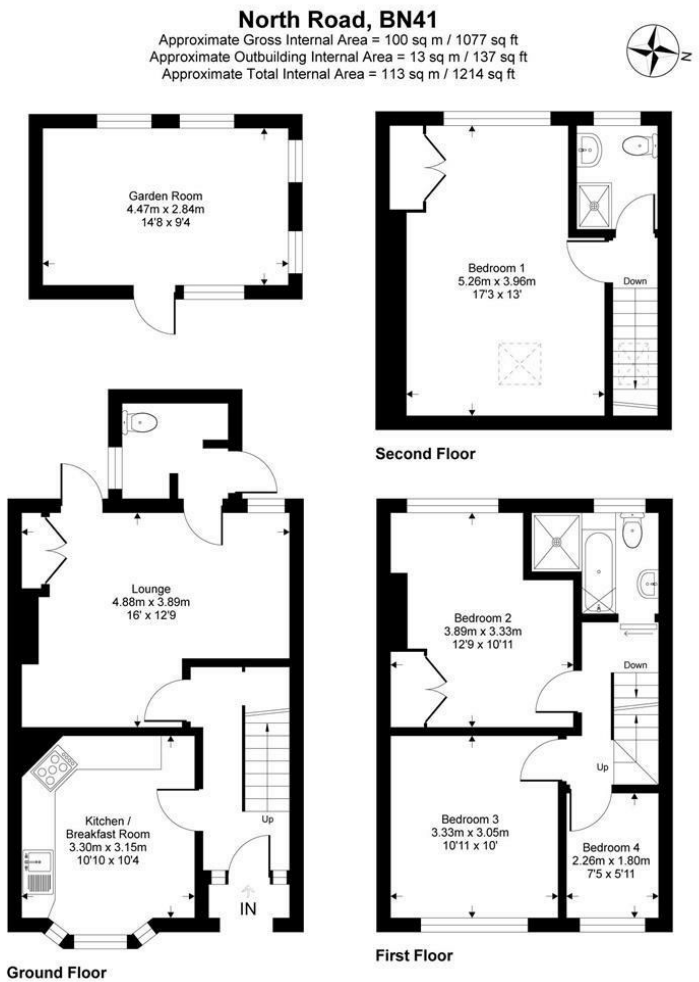 North Road, BN41
Approximate Gross Internal Area = 100 sq m / 1077 sq ft
Approximate Outbuilding Internal Area = 13 sq m / 137 sq ft
Approximate Total Internal Area = 113 sq m / 1214 sq ft
N
Garden Room
4.47m x 2.84m
14'8 x 9'4
Bedroom 1
5.26m x 3.96m
17'3 x 13'
Down
Second Floor
Lounge
4.88m x 3.89m
16' x 12'9
Up
Kitchen /
Breakfast Room
3.30m x 3.15m
10'10 x 10'4
IN
Ground Floor
Bedroom 2
3.89m x 3.33m
12'9 x 10'11
Down
Up
Bedroom 3
3.33m x 3.05m
10'11 x 10'
Bedroom 4
2.26m x 1.80m
7'5 x 5'11
First Floor